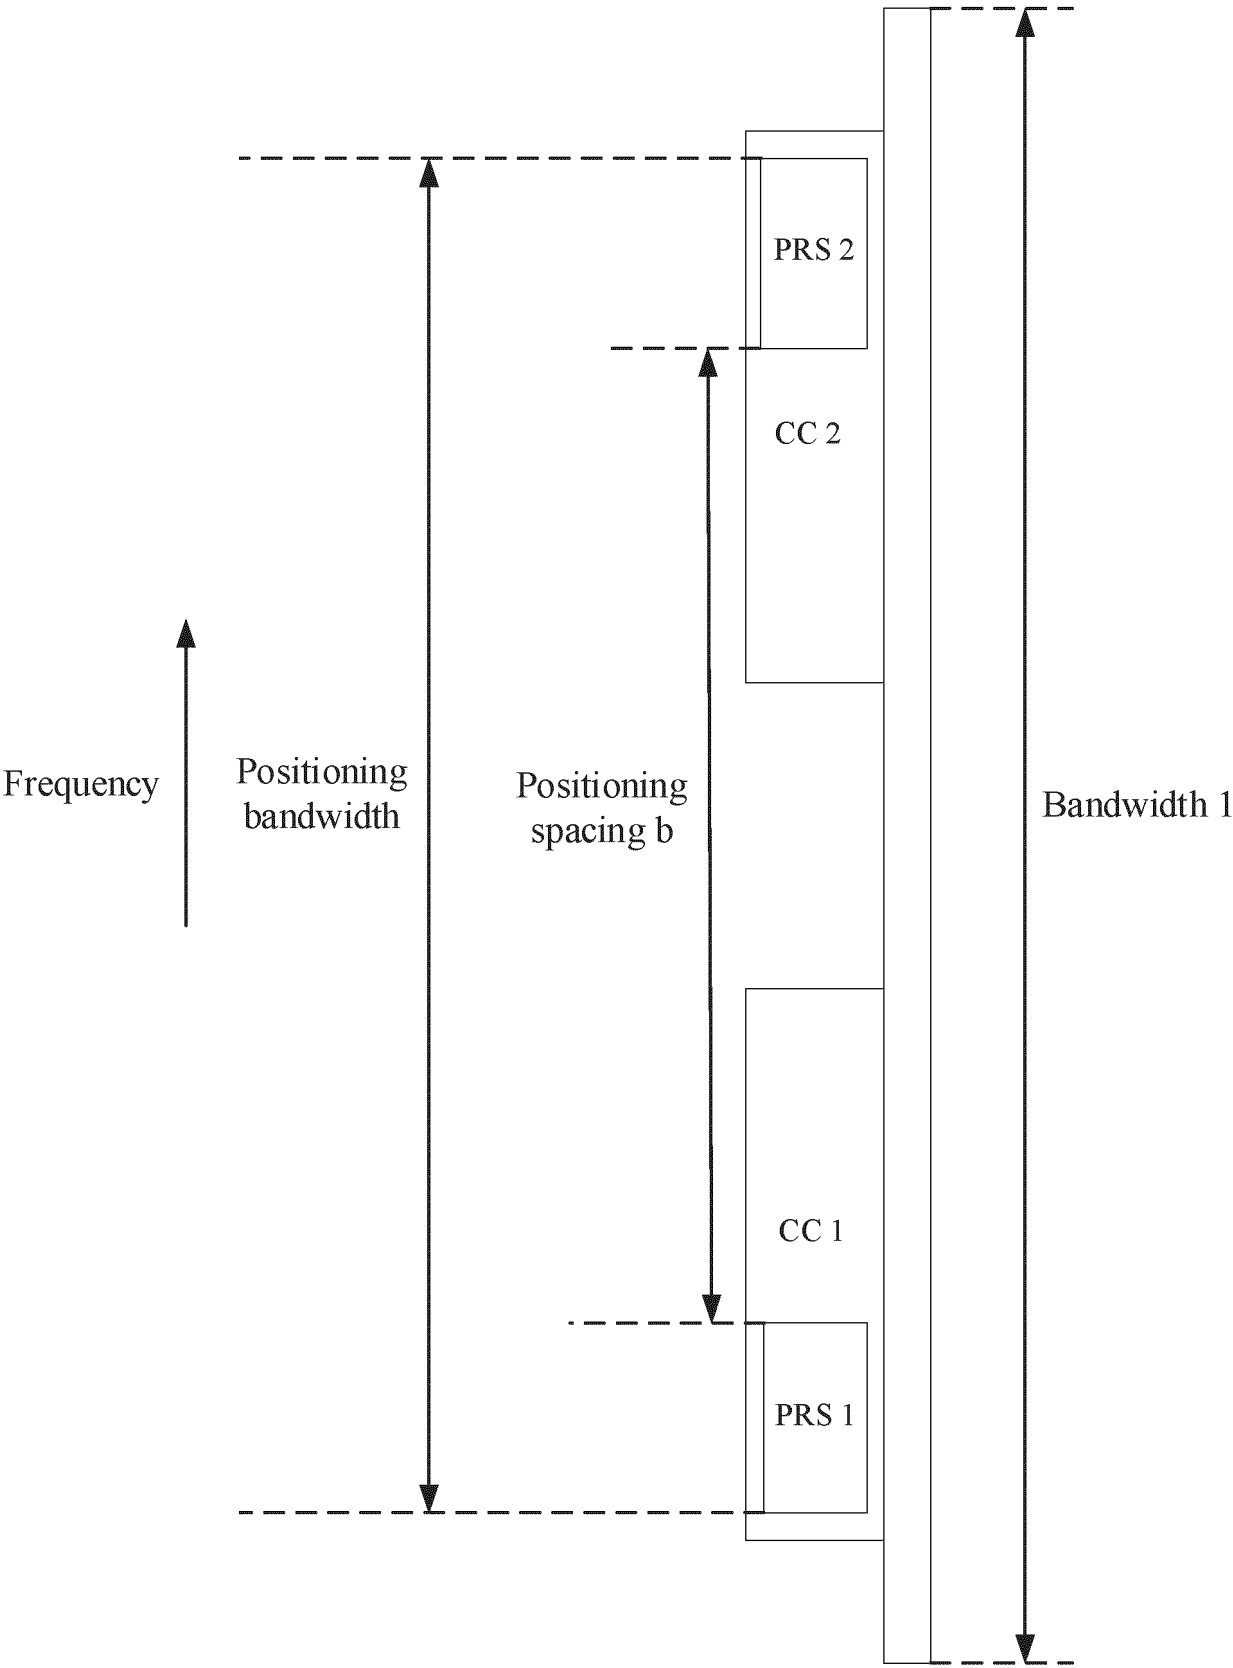 PRS 2
CC 2
Frequency
Positioning
bandwidth
Positioning
spacing b
Bandwidth 1
CC 1
PRS 1